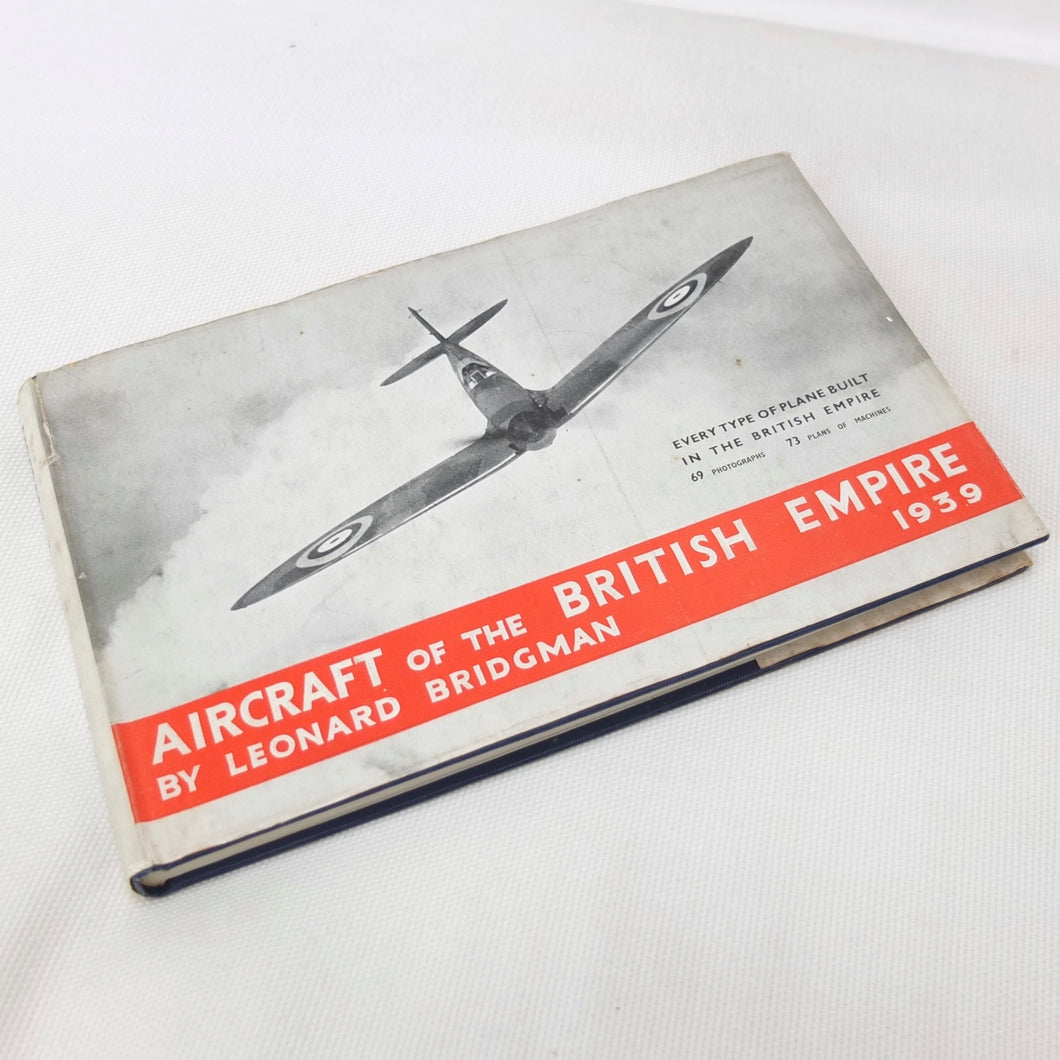 EVERY TYPE OF PLANE BUILT
IN THE BRITISH EMPIRE
69 PHOTOGRAPHS 73 PLANS OF MACHINES
AIRCRAFT OF THE BRITISH EMPIRE
BY LEONARD BRIDGMAN 1939